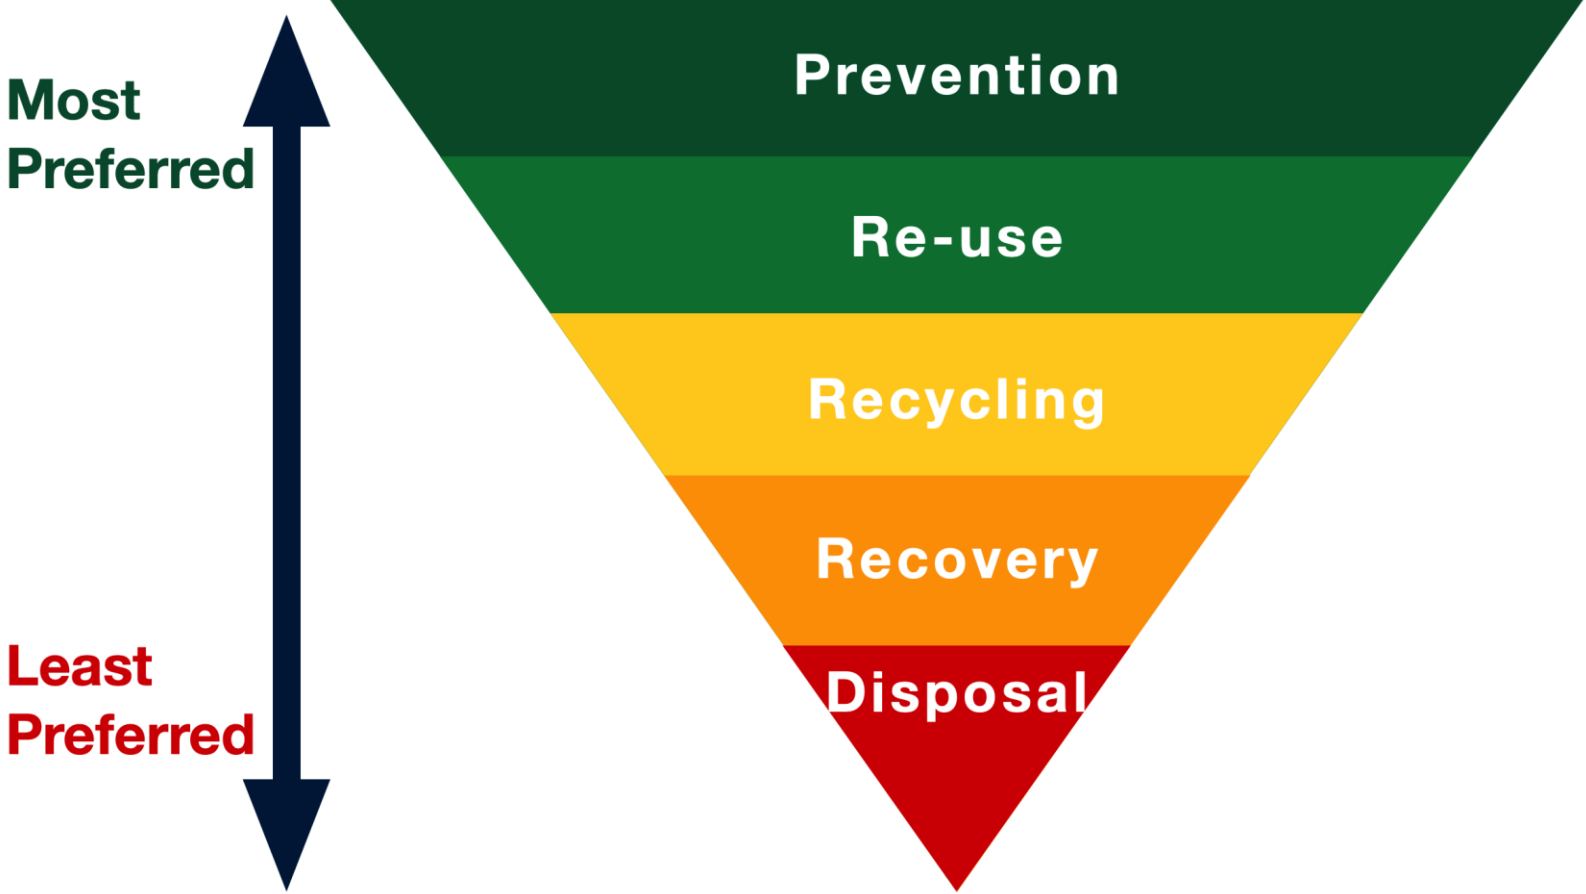 Most
Preferred
Prevention
Re-use
Recycling
Recovery
Least
Preferred
Disposal